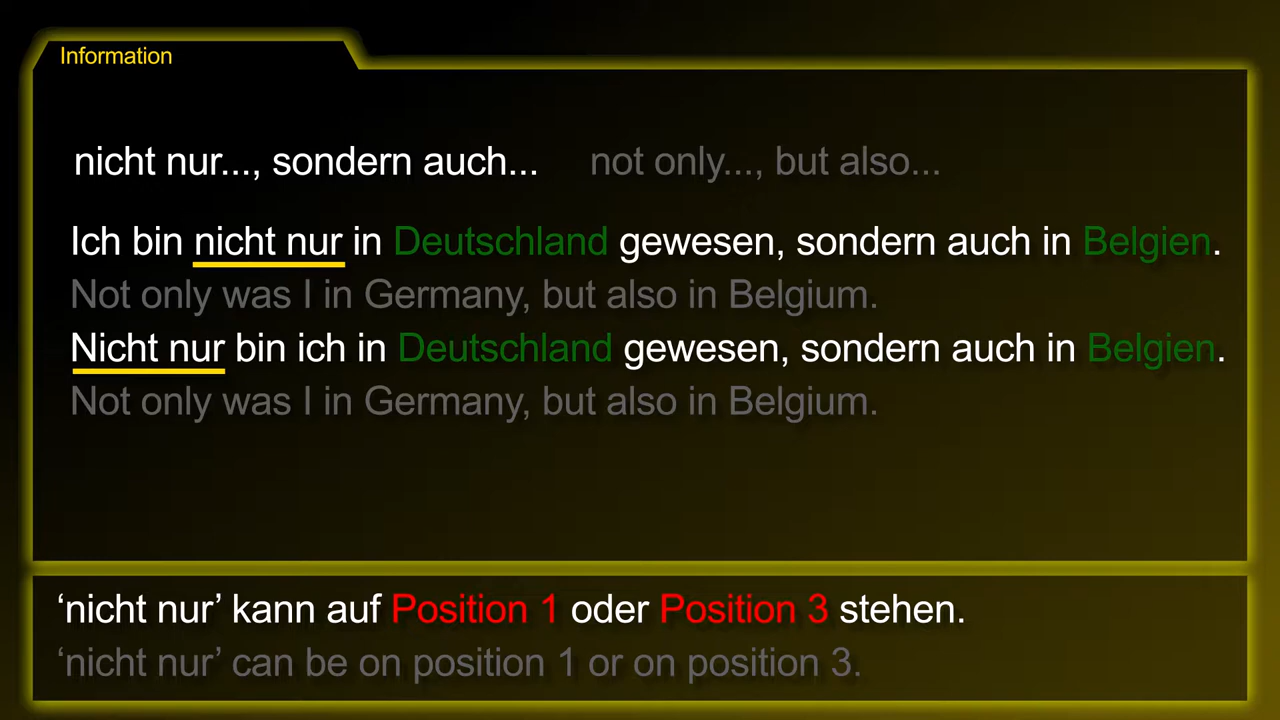 Information
nicht nur..., sondern auch... not only..., but also...
Ich bin nicht nur in Deutschland gewesen, sondern auch in Belgien.
Not only was I in Germany, but also in Belgium.
Nicht nur bin ich in Deutschland gewesen, sondern auch in Belgien.
Not only was I in Germany, but also in Belgium.
‘nicht nur’ kann auf Position 1 oder Position 3 stehen.
‘nicht nur’ can be on position 1 or on position 3.